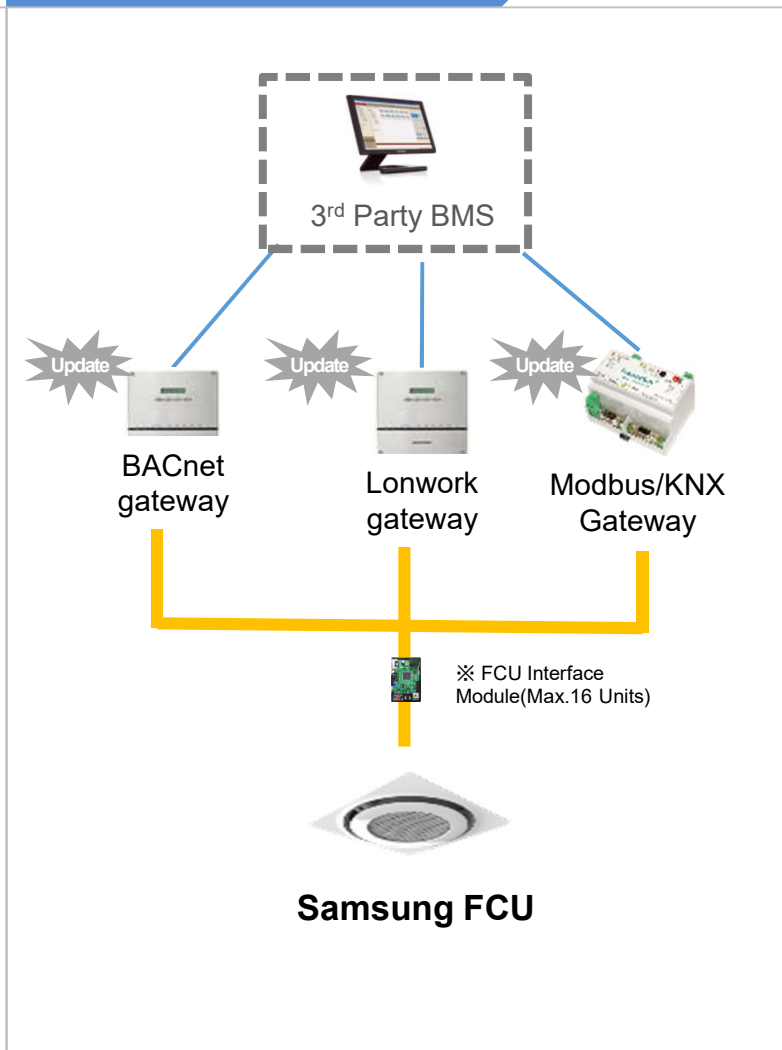 3rd Party BMS
Update
Update
Update
BACnet
gateway
Lonwork
gateway
Modbus/KNX
Gateway
※ FCU Interface
Module(Max.16 Units)
Samsung FCU